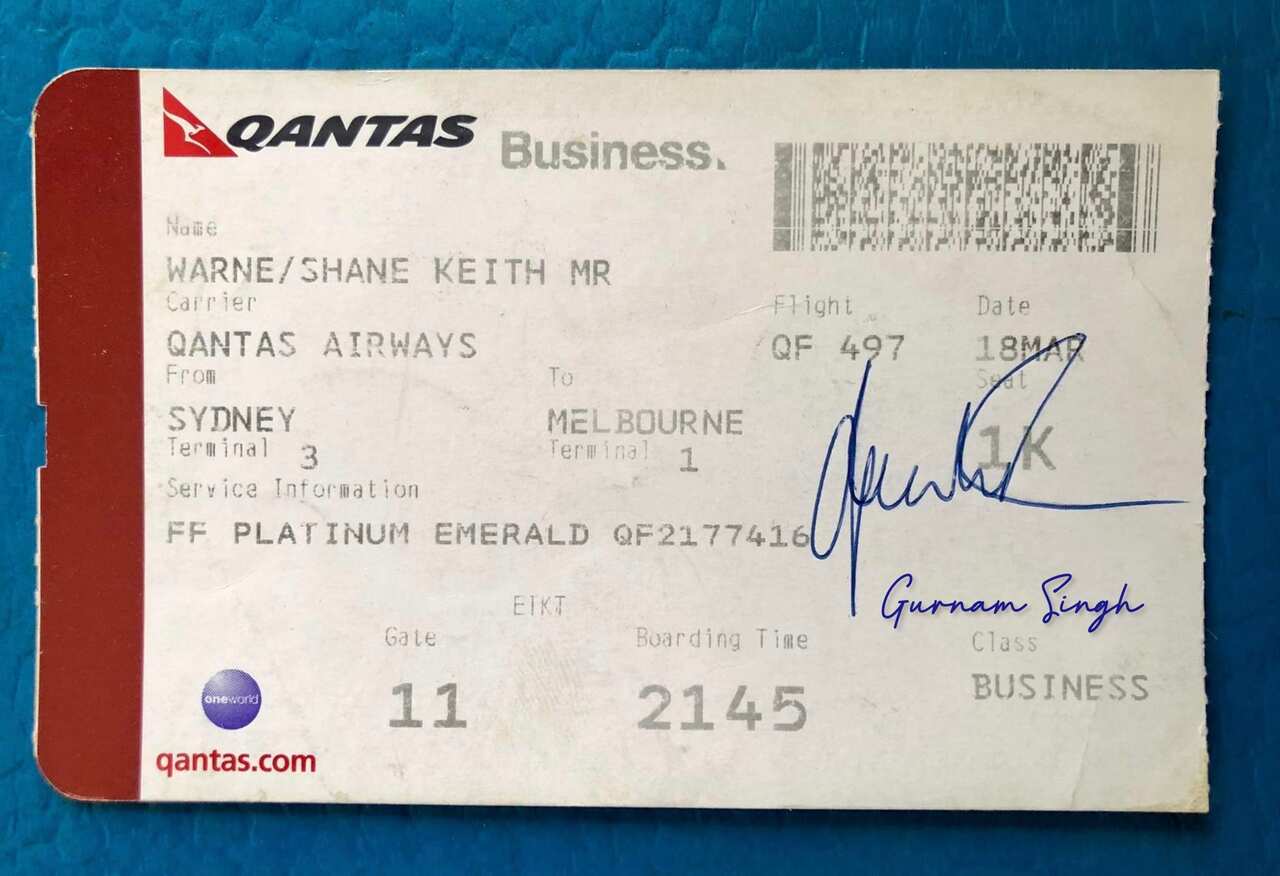 QANTAS Business.
Name
WARNE/SHANE KEITH MR
Carrier Flight Date
QANTAS AIRWAYS QF 497 18MAR
From To Seat
SYDNEY MELBOURNE 1K
Terminal 3 Terminal 1
Service Information
FF PLATINUM EMERALD QF2177416
Gurnam Singh
ETKT
Gate Boarding Time Class
11 2145 BUSINESS
oneworld
qantas.com